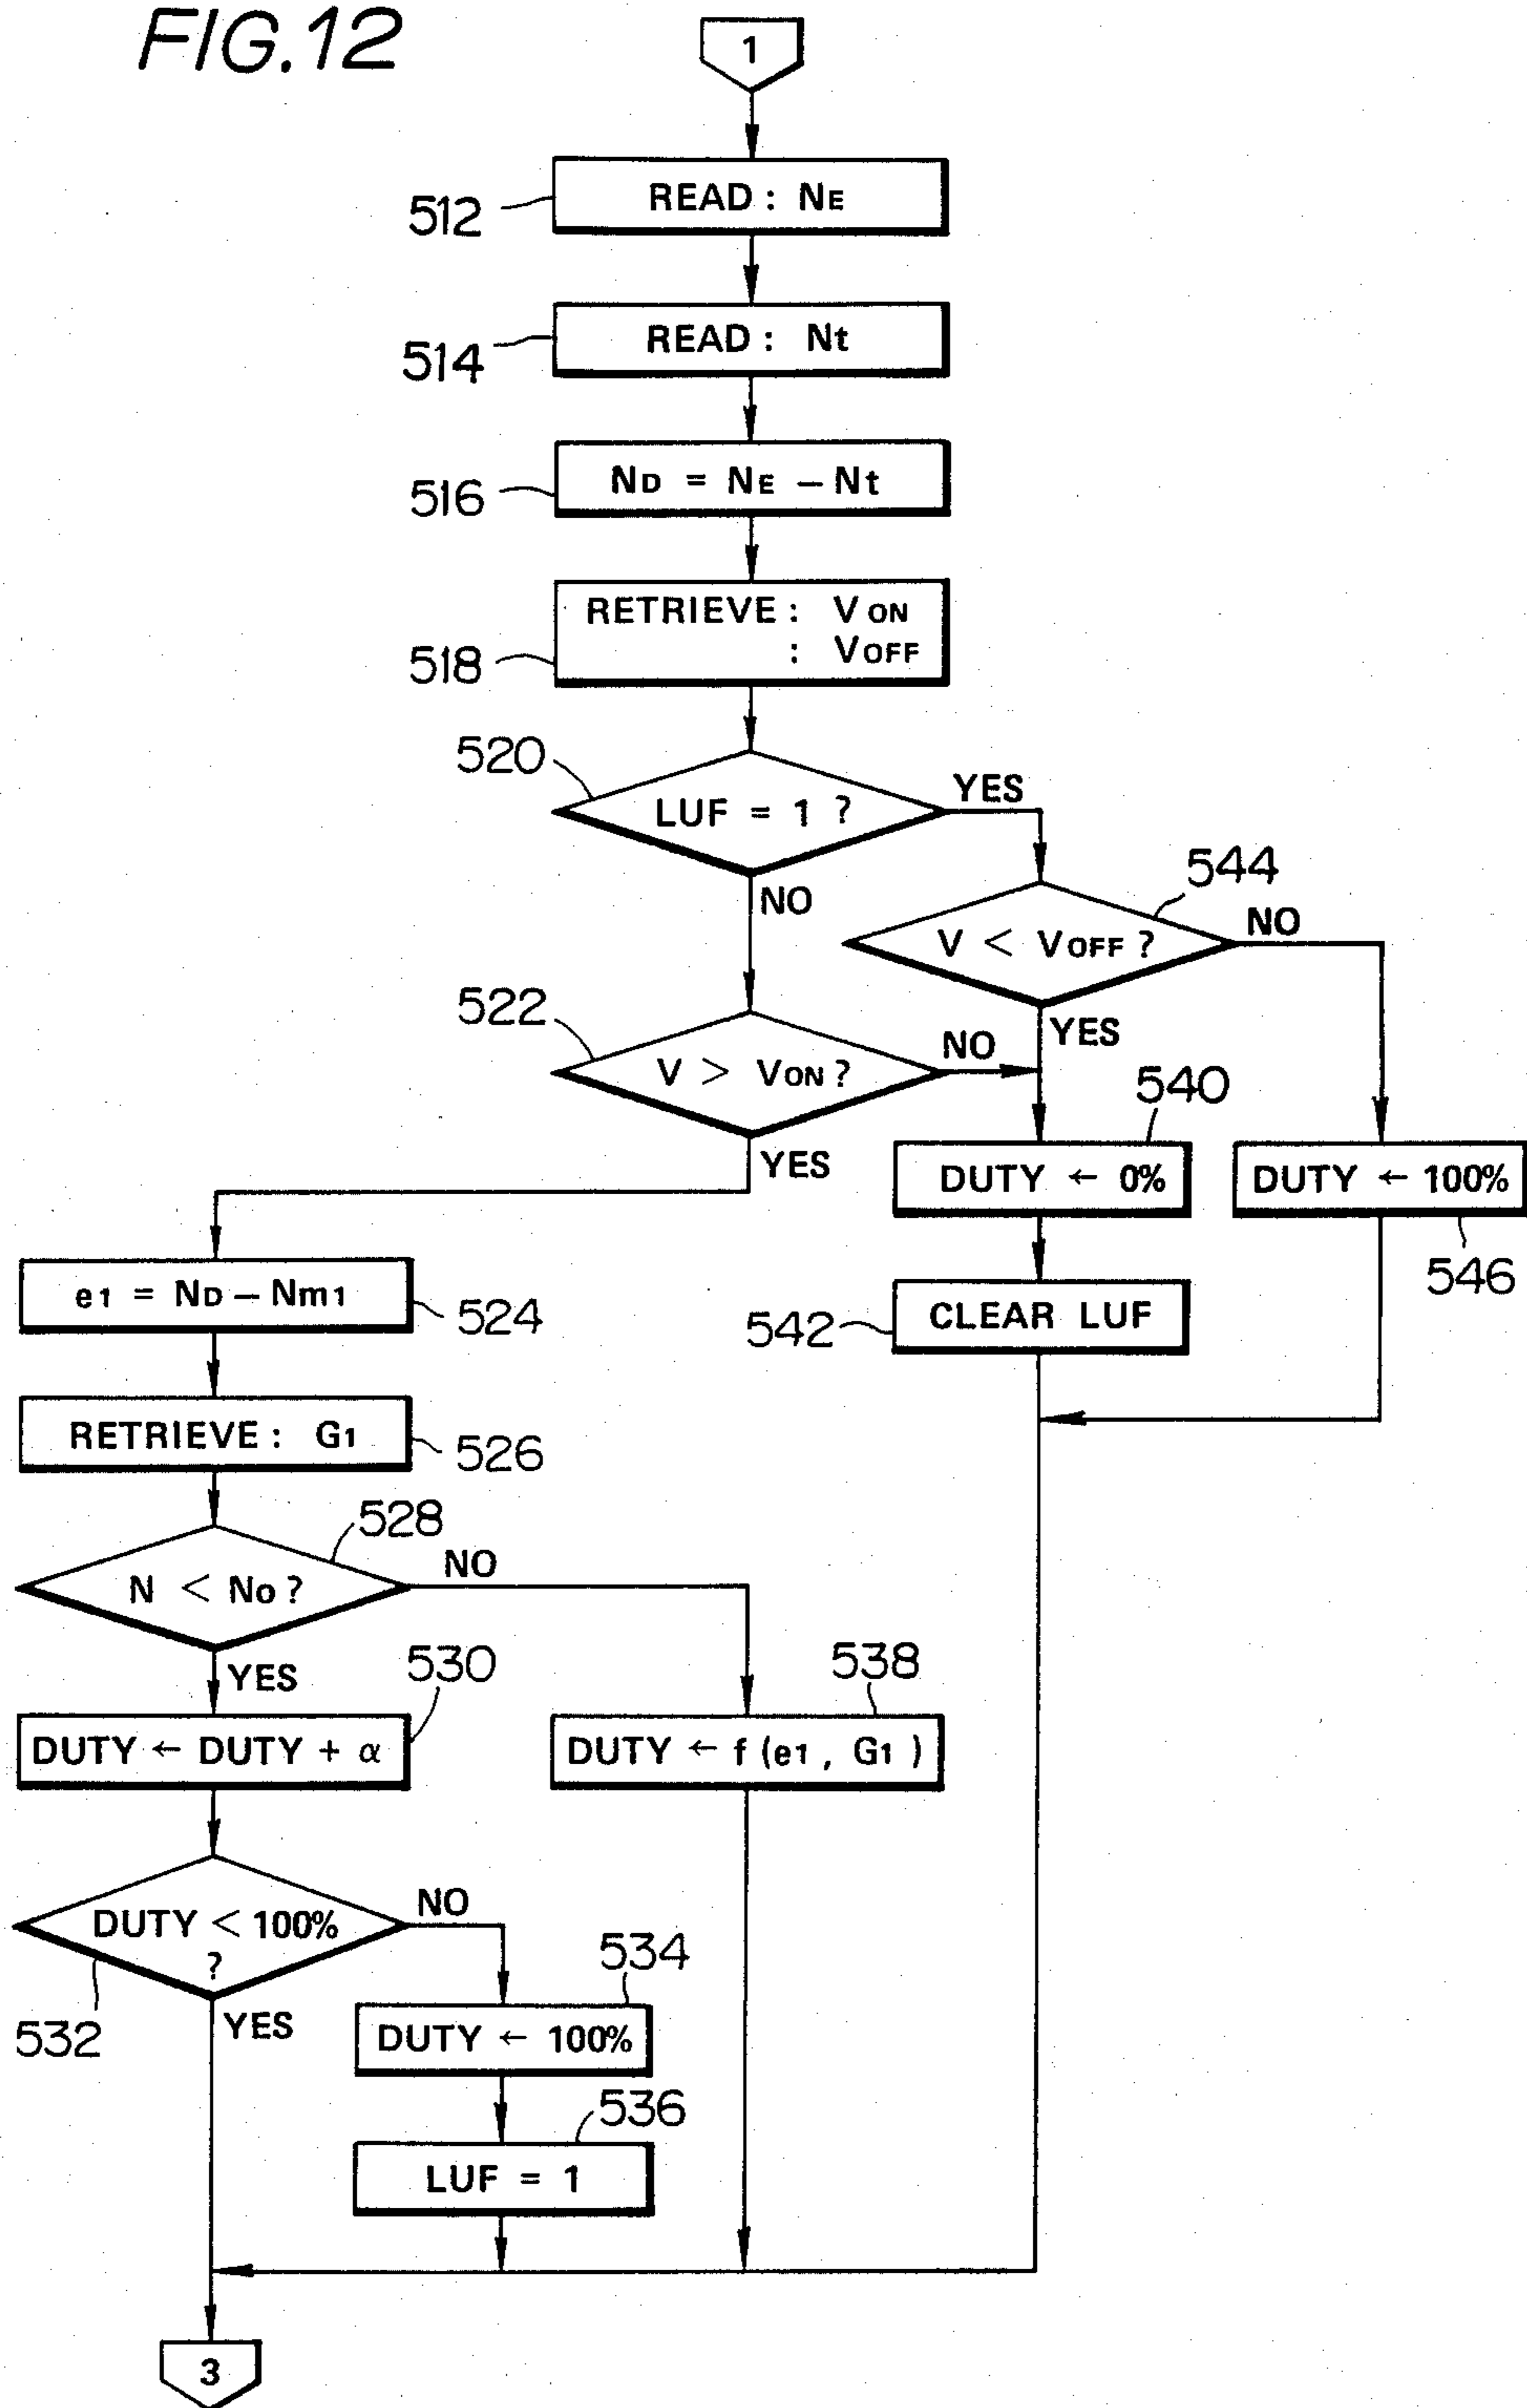 FIG.12
1
512
READ : NE
514
READ : Nt
516
ND = NE – Nt
518
RETRIEVE : VON
: VOFF
520
LUF = 1 ?
YES
NO
544
V < VOFF ?
NO
YES
522
V > VON ?
NO
YES
540
DUTY ← 0%
DUTY ← 100%
546
542
CLEAR LUF
e1 = ND – Nm1
524
RETRIEVE : G1
526
528
N < No ?
NO
YES
530
DUTY ← DUTY + α
538
DUTY ← f (e1 , G1 )
DUTY < 100%
?
NO
YES
532
534
DUTY ← 100%
536
LUF = 1
3